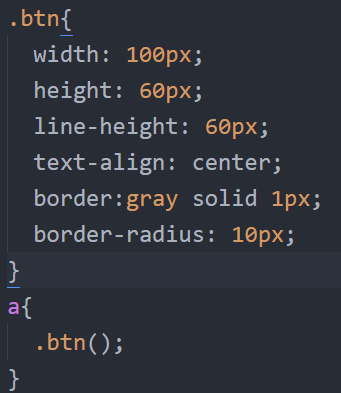 .btn{
  width: 100px;
  height: 60px;
  line-height: 60px;
  text-align: center;
  border:gray solid 1px;
  border-radius: 10px;
}
a{
  .btn();
}